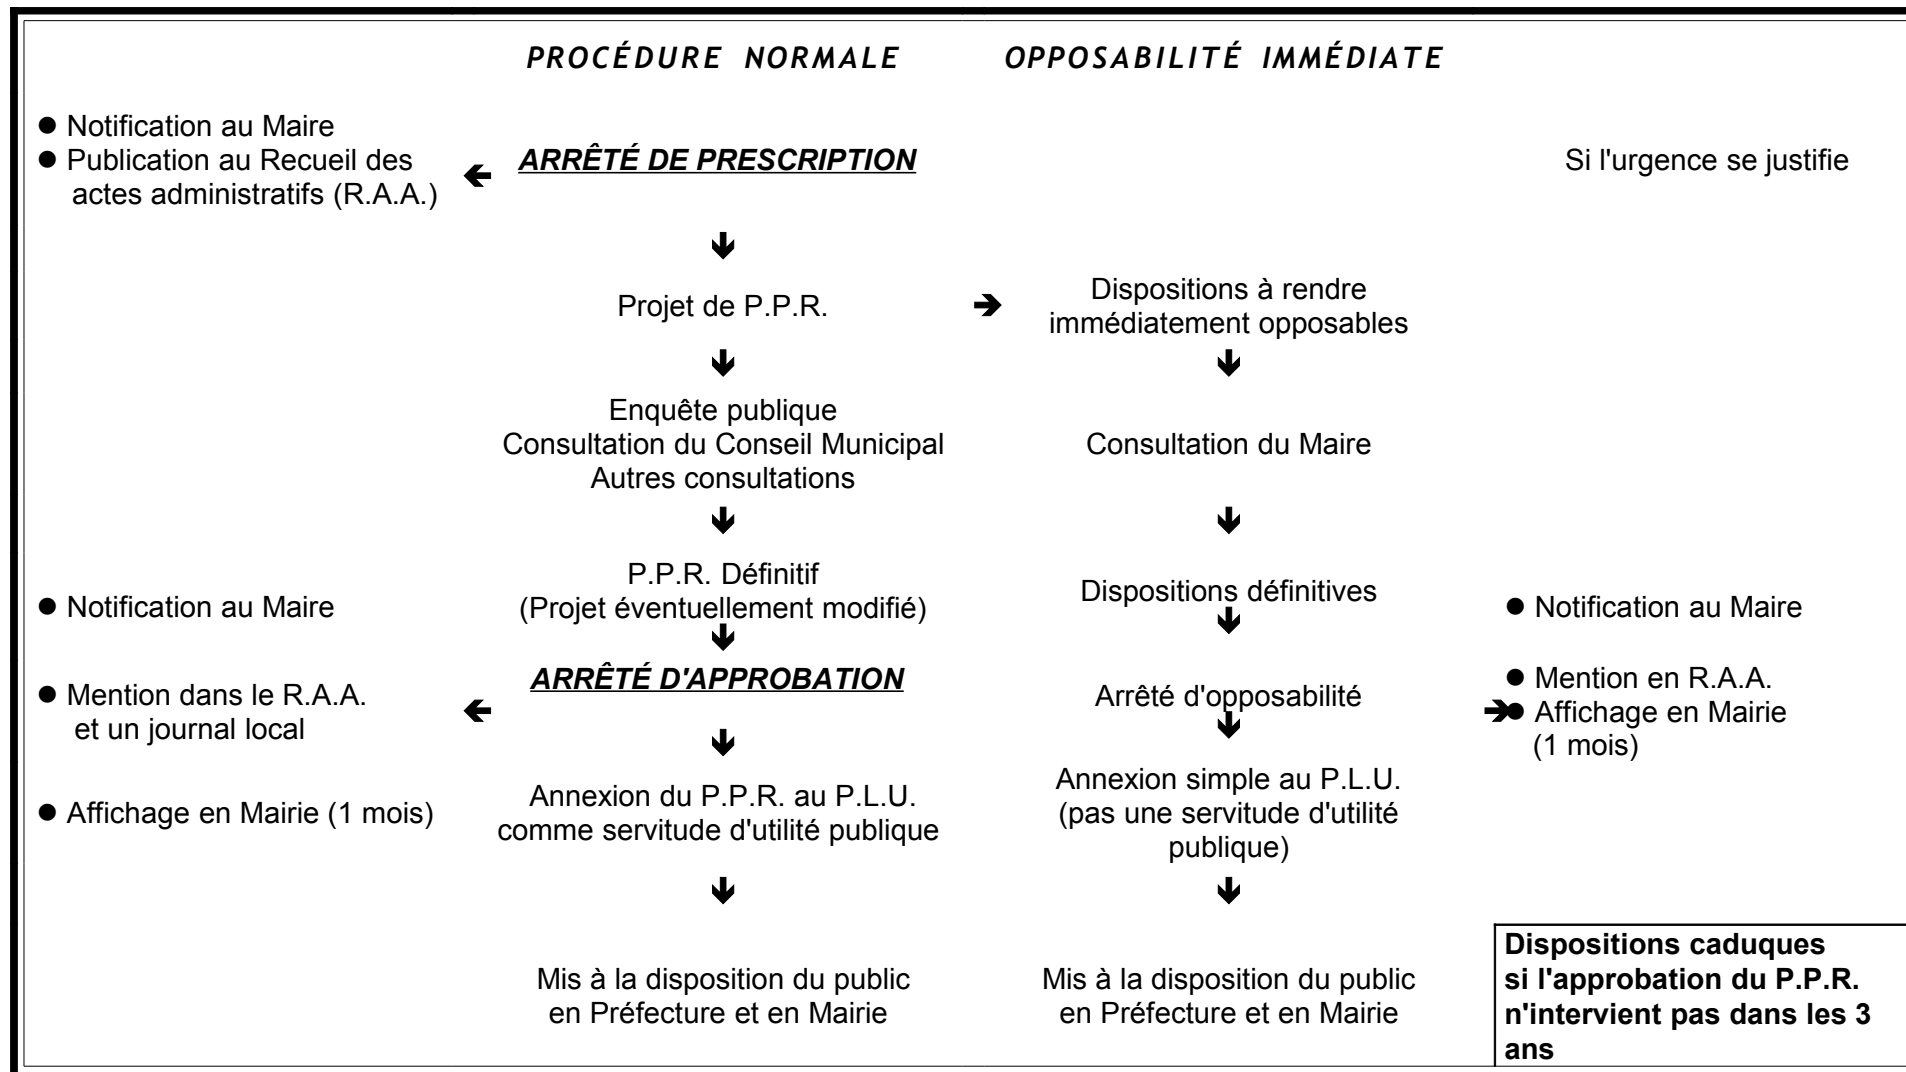 PROCÉDURE NORMALE
OPPOSABILITÉ IMMÉDIATE
● Notification au Maire
● Publication au Recueil des
actes administratifs (R.A.A.)
ARRÊTÉ DE PRESCRIPTION
Si l'urgence se justifie
Projet de P.P.R.
Dispositions à rendre
immédiatement opposables
Enquête publique
Consultation du Conseil Municipal
Autres consultations
Consultation du Maire
P.P.R. Définitif
(Projet éventuellement modifié)
Dispositions définitives
● Notification au Maire
● Notification au Maire
ARRÊTÉ D'APPROBATION
● Mention dans le R.A.A.
et un journal local
Arrêté d'opposabilité
● Mention en R.A.A.
● Affichage en Mairie
(1 mois)
● Affichage en Mairie (1 mois)
Annexion du P.P.R. au P.L.U.
comme servitude d'utilité publique
Annexion simple au P.L.U.
(pas une servitude d'utilité
publique)
Mis à la disposition du public
en Préfecture et en Mairie
Mis à la disposition du public
en Préfecture et en Mairie
Dispositions caduques
si l'approbation du P.P.R.
n'intervient pas dans les 3
ans